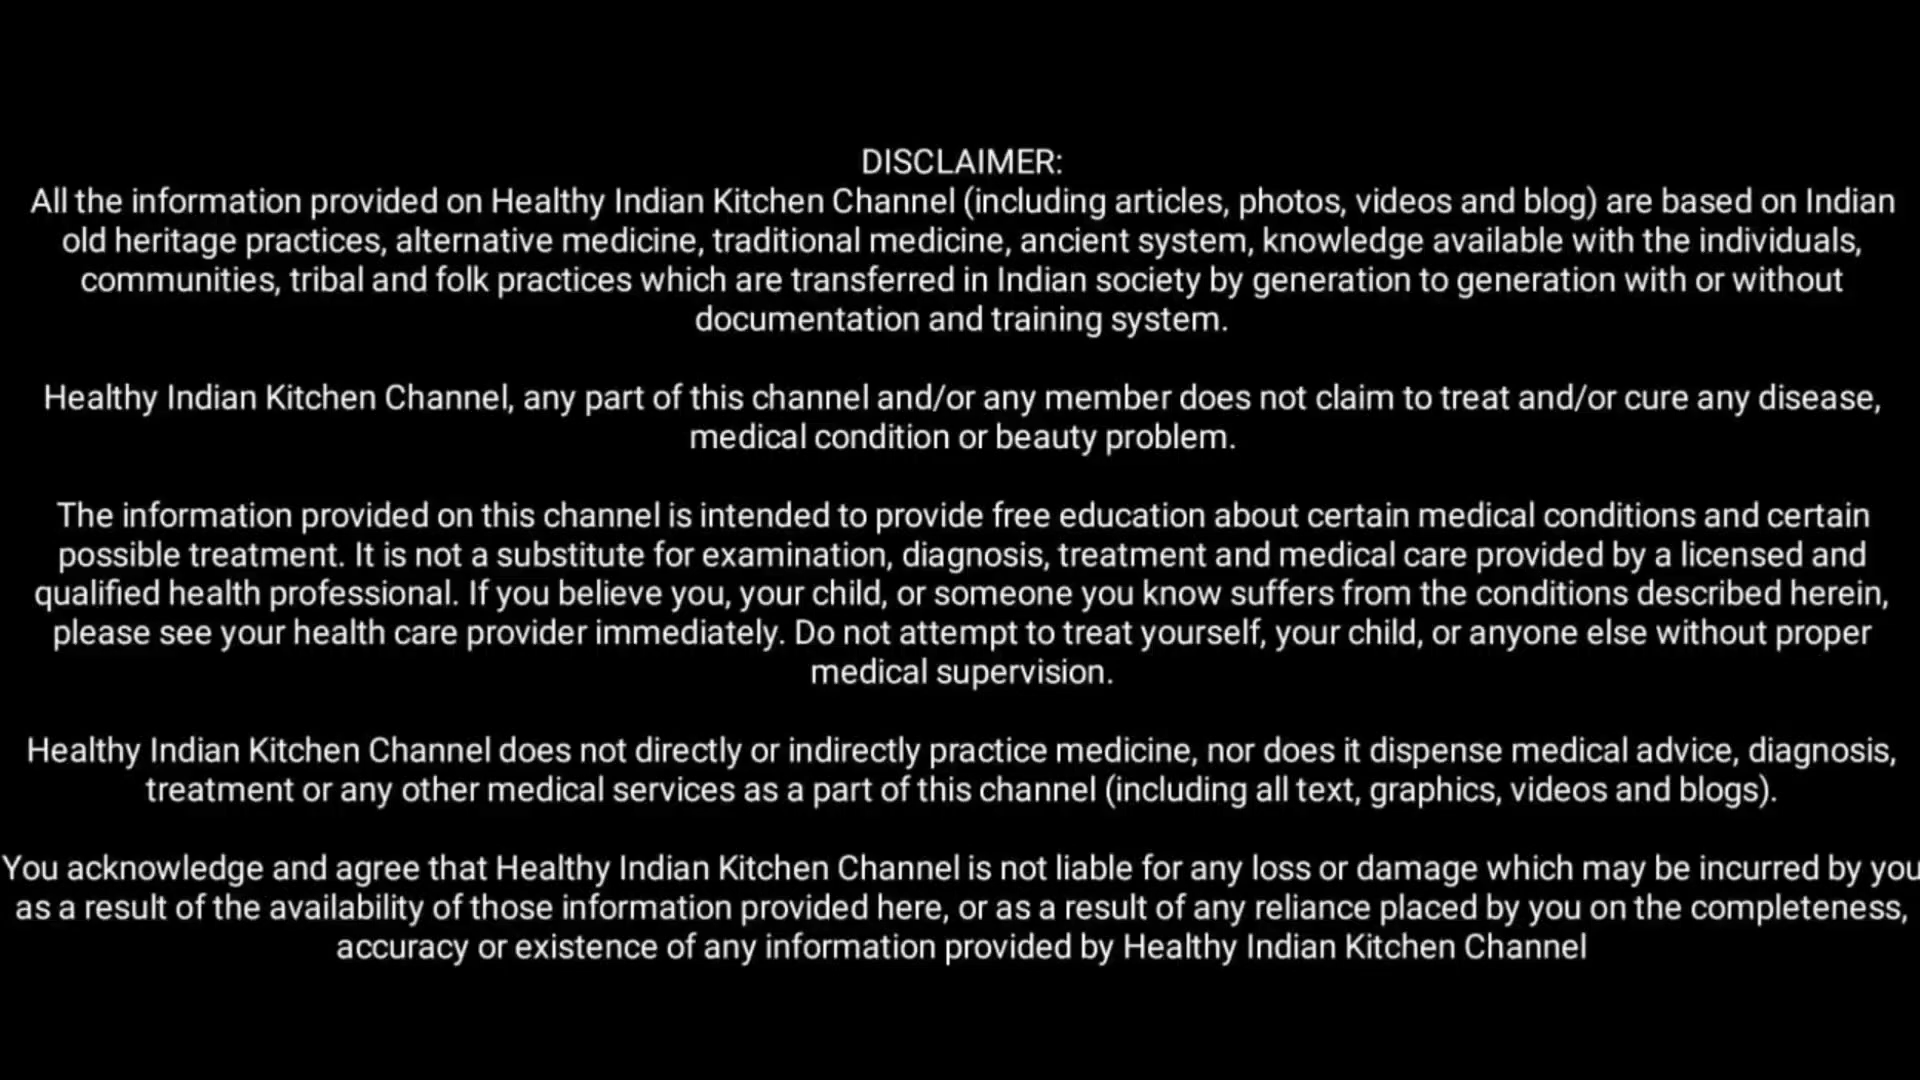 DISCLAIMER:
All the information provided on Healthy Indian Kitchen Channel (including articles, photos, videos and blog) are based on Indian
old heritage practices, alternative medicine, traditional medicine, ancient system, knowledge available with the individuals,
communities, tribal and folk practices which are transferred in Indian society by generation to generation with or without
documentation and training system.
Healthy Indian Kitchen Channel, any part of this channel and/or any member does not claim to treat and/or cure any disease,
medical condition or beauty problem.
The information provided on this channel is intended to provide free education about certain medical conditions and certain
possible treatment. It is not a substitute for examination, diagnosis, treatment and medical care provided by a licensed and
qualified health professional. If you believe you, your child, or someone you know suffers from the conditions described herein,
please see your health care provider immediately. Do not attempt to treat yourself, your child, or anyone else without proper
medical supervision.
Healthy Indian Kitchen Channel does not directly or indirectly practice medicine, nor does it dispense medical advice, diagnosis,
treatment or any other medical services as a part of this channel (including all text, graphics, videos and blogs).
You acknowledge and agree that Healthy Indian Kitchen Channel is not liable for any loss or damage which may be incurred by you
as a result of the availability of those information provided here, or as a result of any reliance placed by you on the completeness,
accuracy or existence of any information provided by Healthy Indian Kitchen Channel